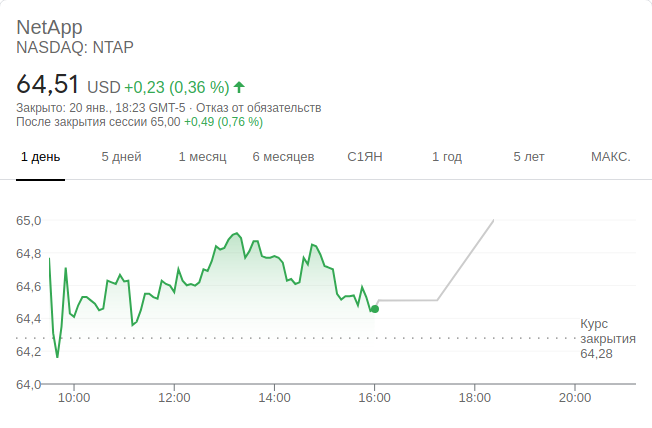 NetApp
NASDAQ: NTAP
64,51 USD +0,23 (0,36 %)
Закрыто: 20 янв., 18:23 GMT-5 · Отказ от обязательств
После закрытия сессии 65,00 +0,49 (0,76 %)
1 день 5 дней 1 месяц 6 месяцев С1ЯН 1 год 5 лет МАКС.
65,0
64,8
64,6
64,4
64,2
64,0
Курс
закрытия
64,28
10:00 12:00 14:00 16:00 18:00 20:00